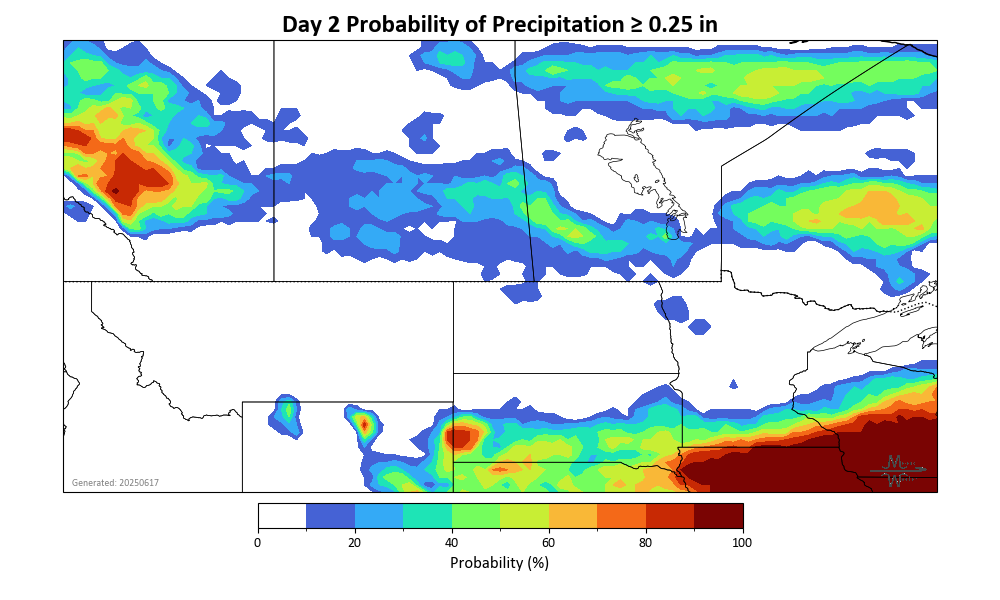 Day 2 Probability of Precipitation ≥ 0.25 in
Generated: 20250617
0 20 40 60 80 100
Probability (%)